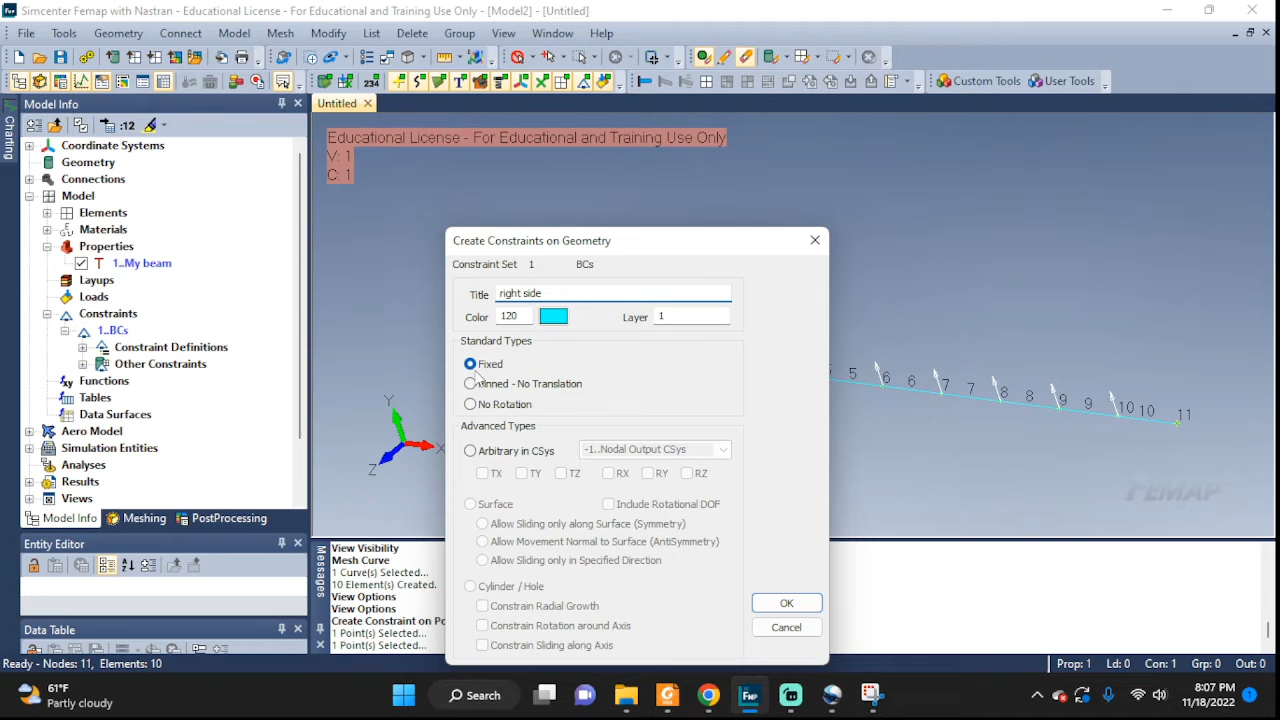 Simcenter Femap with Nastran - Educational License - For Educational and Training Use Only - [Model2] - [Untitled]
File Tools Geometry Connect Model Mesh Modify List Delete Group View Window Help
234
Custom Tools User Tools
Charting
Model Info
:12
Coordinate Systems
Geometry
Connections
Model
Elements
Materials
Properties
1..My beam
Layups
Loads
Constraints
1..BCs
Constraint Definitions
Other Constraints
Functions
Tables
Data Surfaces
Aero Model
Simulation Entities
Analyses
Results
Views
Model Info Meshing PostProcessing
Entity Editor
Data Table
Untitled
Educational License - For Educational and Training Use Only
V: 1
C: 1
Y
X
Z
5 6 6 7 7 8 8 9 9 10 10 11
FEMAP
Create Constraints on Geometry
Constraint Set 1 BCs
Title right side
Color 120 Layer 1
Standard Types
Fixed
Pinned - No Translation
No Rotation
Advanced Types
Arbitrary in CSys -1..Nodal Output CSys
TX TY TZ RX RY RZ
Surface Include Rotational DOF
Allow Sliding only along Surface (Symmetry)
Allow Movement Normal to Surface (AntiSymmetry)
Allow Sliding only in Specified Direction
Cylinder / Hole
Constrain Radial Growth
Constrain Rotation around Axis
Constrain Sliding along Axis
OK
Cancel
Messages
View Visibility
Mesh Curve
1 Curve(s) Selected...
10 Element(s) Created.
View Options
View Options
Create Constraint on Po
1 Point(s) Selected...
1 Point(s) Selected...
Ready - Nodes: 11, Elements: 10
Prop: 1 Ld: 0 Con: 1 Grp: 0 Out: 0
61°F
Partly cloudy
Search
FMP
8:07 PM
11/18/2022
1